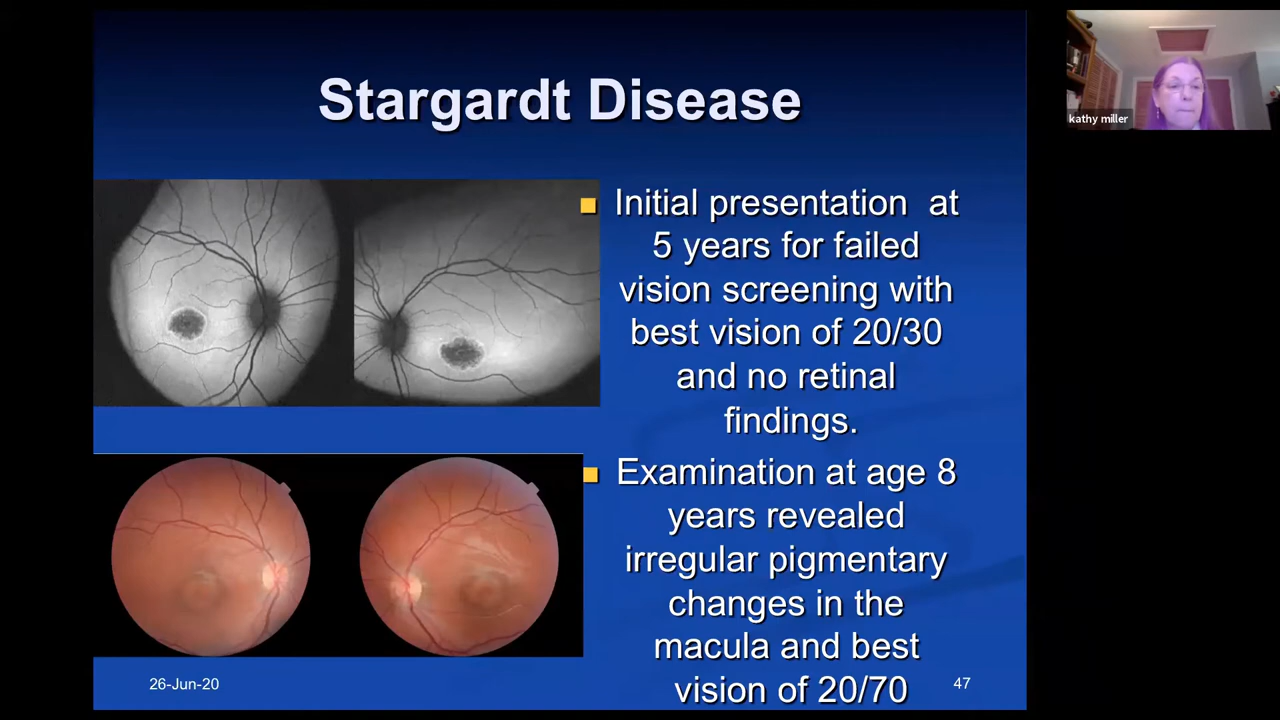 Stargardt Disease
Initial presentation at
5 years for failed
vision screening with
best vision of 20/30
and no retinal
findings.
Examination at age 8
years revealed
irregular pigmentary
changes in the
macula and best
vision of 20/70
26-Jun-20
47
kathy miller